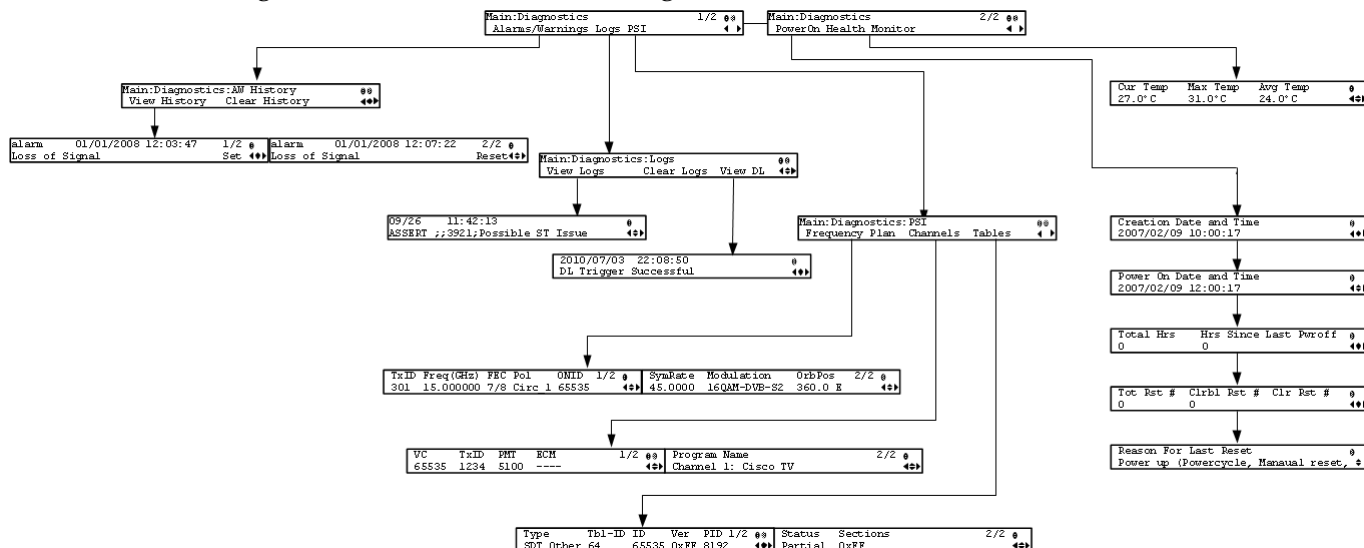 Main:Diagnostics 1/2
Alarms/Warnings Logs PSI
Main:Diagnostics 2/2
PowerOn Health Monitor
Main:Diagnostics:AW History
View History Clear History
Cur Temp Max Temp Avg Temp
27.0°C 31.0°C 24.0°C
alarm 01/01/2008 12:03:47 1/2
Loss of Signal Set
alarm 01/01/2008 12:07:22 2/2
Loss of Signal Reset
Main:Diagnostics:Logs
View Logs Clear Logs View DL
09/26 11:42:13
ASSERT ;;3921;Possible ST Issue
Main:Diagnostics:PSI
Frequency Plan Channels Tables
Creation Date and Time
2007/02/09 10:00:17
2010/07/03 22:08:50
DL Trigger Successful
Power On Date and Time
2007/02/09 12:00:17
Total Hrs Hrs Since Last Pwroff
0 0
TxID Freq(GHz) FEC Pol ONID 1/2
301 15.000000 7/8 Circ_1 65535
SymRate Modulation OrbPos 2/2
45.0000 16QAM-DVB-S2 360.0 E
Tot Rst # Clrbl Rst # Clr Rst #
0 0
VC TxID PMT ECM 1/2
65535 1234 5100 ----
Program Name 2/2
Channel 1: Cisco TV
Reason For Last Reset
Power up (Powercycle, Manaual reset,
Type Tbl-ID ID Ver PID 1/2
SDT Other 64 65535 0xFF 8192
Status Sections 2/2
Partial 0xFF